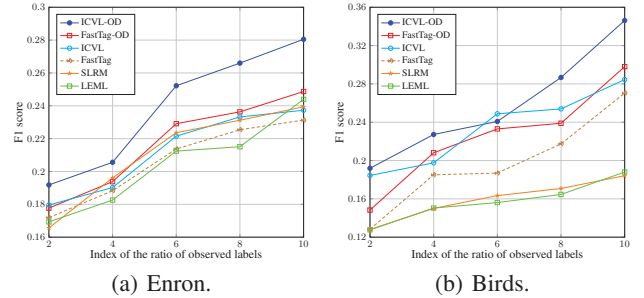 0.3
0.28
0.26
0.24
0.22
0.2
0.18
0.16
F1 score
ICVL-OD
FastTag-OD
ICVL
FastTag
SLRM
LEML
2 4 6 8 10
Index of the ratio of observed labels
(a) Enron.
0.36
0.32
0.28
0.24
0.2
0.16
0.12
F1 score
ICVL-OD
FastTag-OD
ICVL
FastTag
SLRM
LEML
2 4 6 8 10
Index of the ratio of observed labels
(b) Birds.